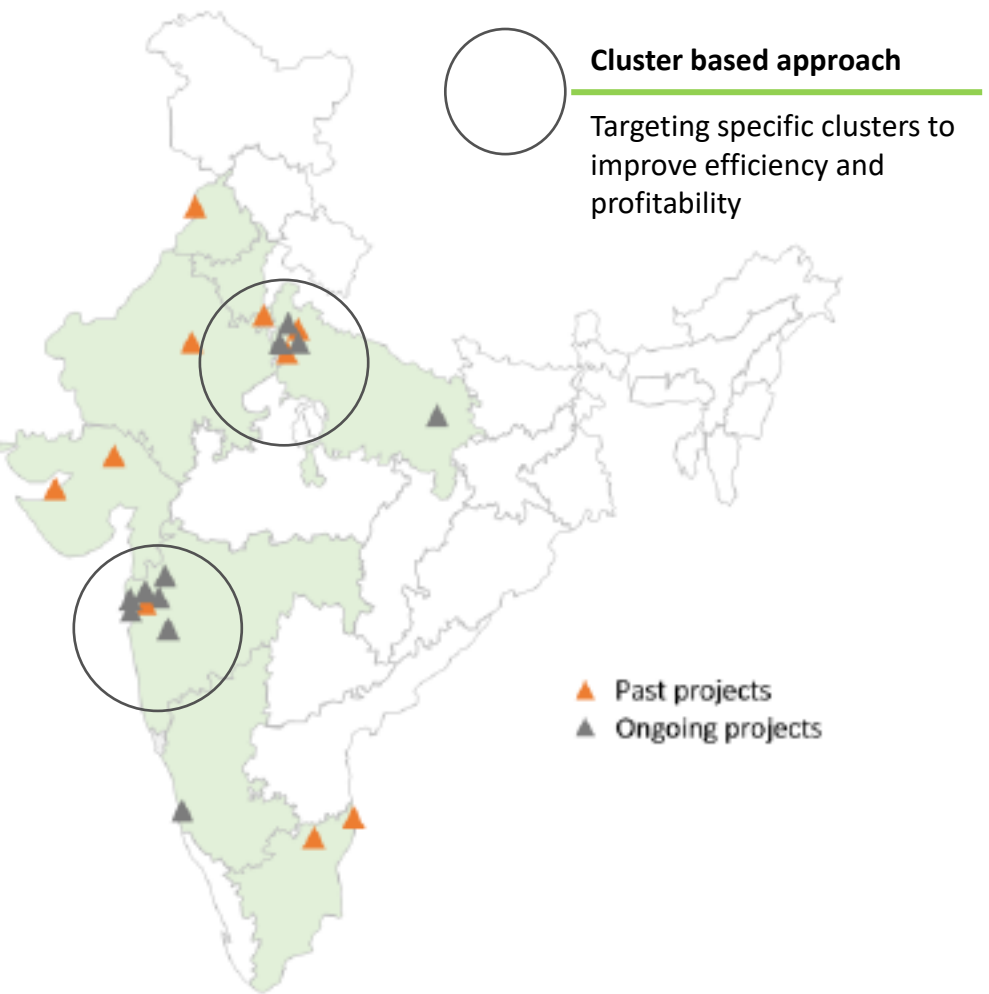 Cluster based approach
Targeting specific clusters to
improve efficiency and
profitability
Past projects
Ongoing projects